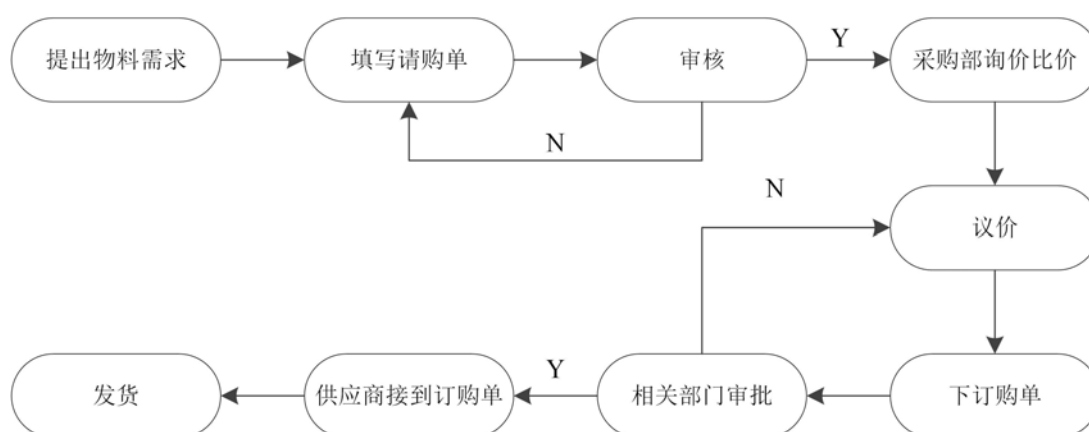 提出物料需求
填写请购单
审核
Y
采购部询价比价
N
N
议价
发货
供应商接到订购单
Y
相关部门审批
下订购单